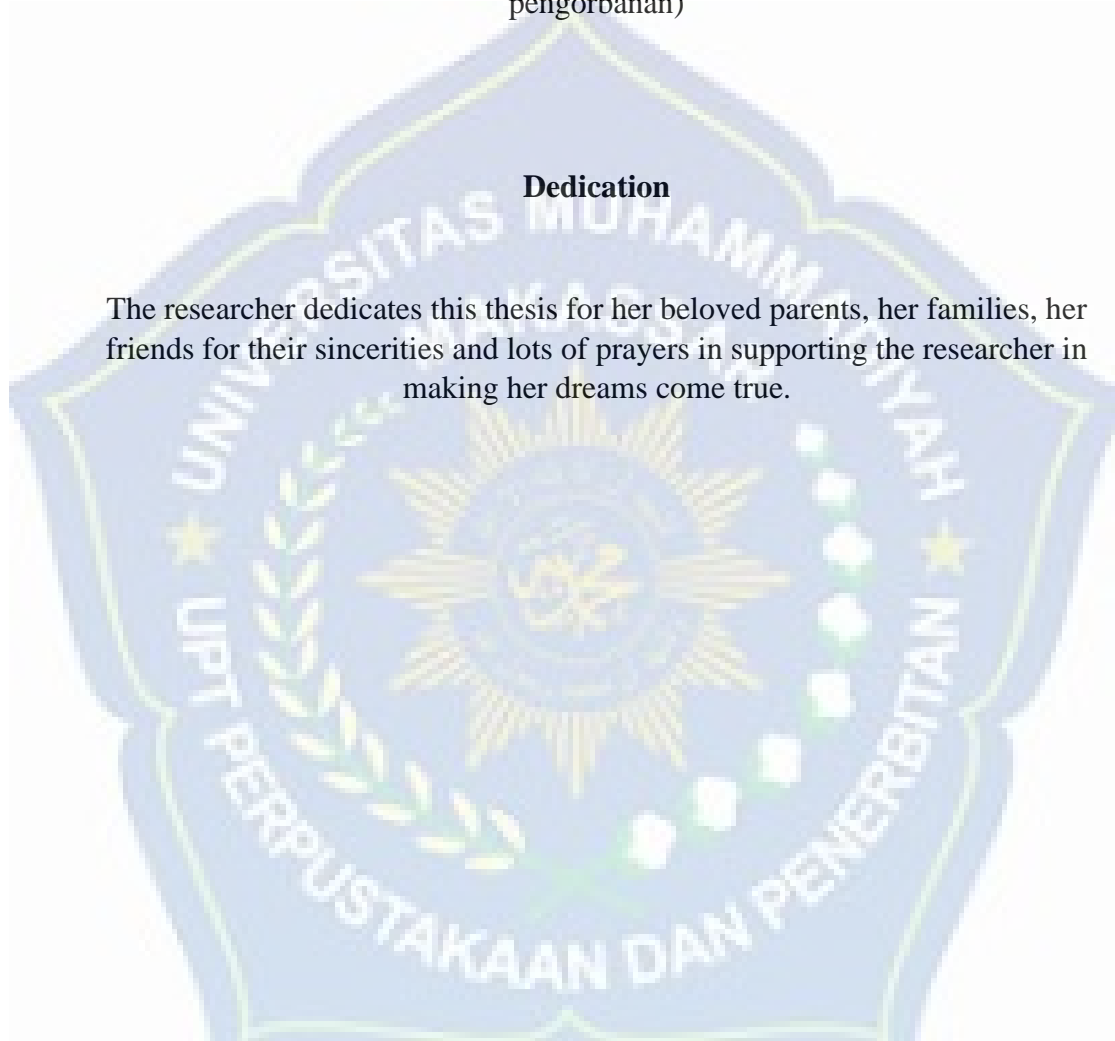 pengorbanan)
Dedication
The researcher dedicates this thesis for her beloved parents, her families, her
friends for their sincerities and lots of prayers in supporting the researcher in
making her dreams come true.
UNIVERSITAS MUHAMMADIYAH
MAKASSAR
UPT PERPUSTAKAAN DAN PENERBITAN